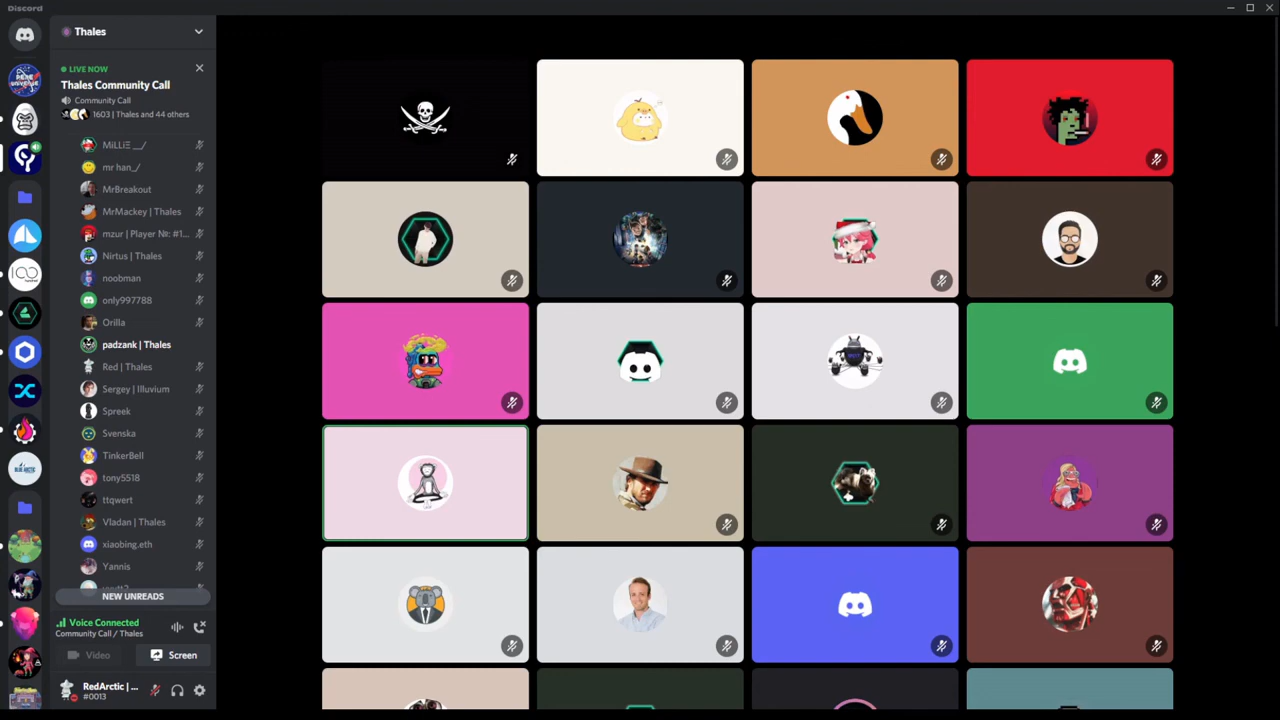 Discord
Thales
LIVE NOW
Thales Community Call
Community Call
1603 | Thales and 44 others
MiLLiΞ __/
mr han_/
MrBreakout
MrMackey | Thales
mzur | Player №: #1...
Nirtus | Thales
noobman
only997788
Orilla
padzank | Thales
Red | Thales
Sergey | Illuvium
Spreek
Svenska
TinkerBell
tony5518
ttqwert
Vladan | Thales
xiaobing.eth
Yannis
NEW UNREADS
Voice Connected
Community Call / Thales
Video
Screen
RedArctic | ...
#0013